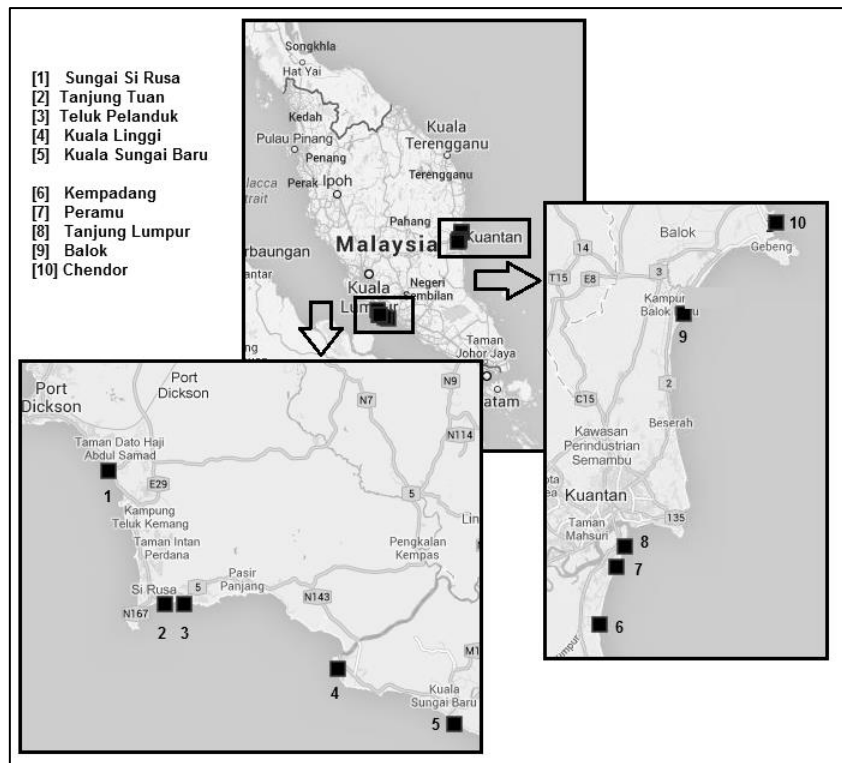 [1] Sungai Si Rusa
[2] Tanjung Tuan
[3] Teluk Pelanduk
[4] Kuala Linggi
[5] Kuala Sungai Baru
[6] Kempadang
[7] Peramu
[8] Tanjung Lumpur
[9] Balok
[10] Chendor
Songkhla
Hat Yai
Kedah
Pulau Pinang
Penang
Perak
Ipoh
Kuala
Terengganu
Terengganu
Pahang
Kuantan
Malaysia
Kuala
Lumpur
Negeri
Sembilan
Taman
Johor Jaya
Balok
10
Gebeng
14
T15
E8
3
9
2
C15
Beserah
Kawasan
Perindustrian
Semambu
Kuantan
Taman
Mahsuri
135
8
7
6
Port
Dickson
Port
Dickson
N9
N7
N114
Taman Dato Haji
Abdul Samad
1
E29
5
Kampung
Teluk Kemang
Taman Intan
Perdana
Pengkalan
Kempas
Si Rusa
5
Pasir
Panjang
N143
N167
2
3
4
Kuala
Sungai Baru
5